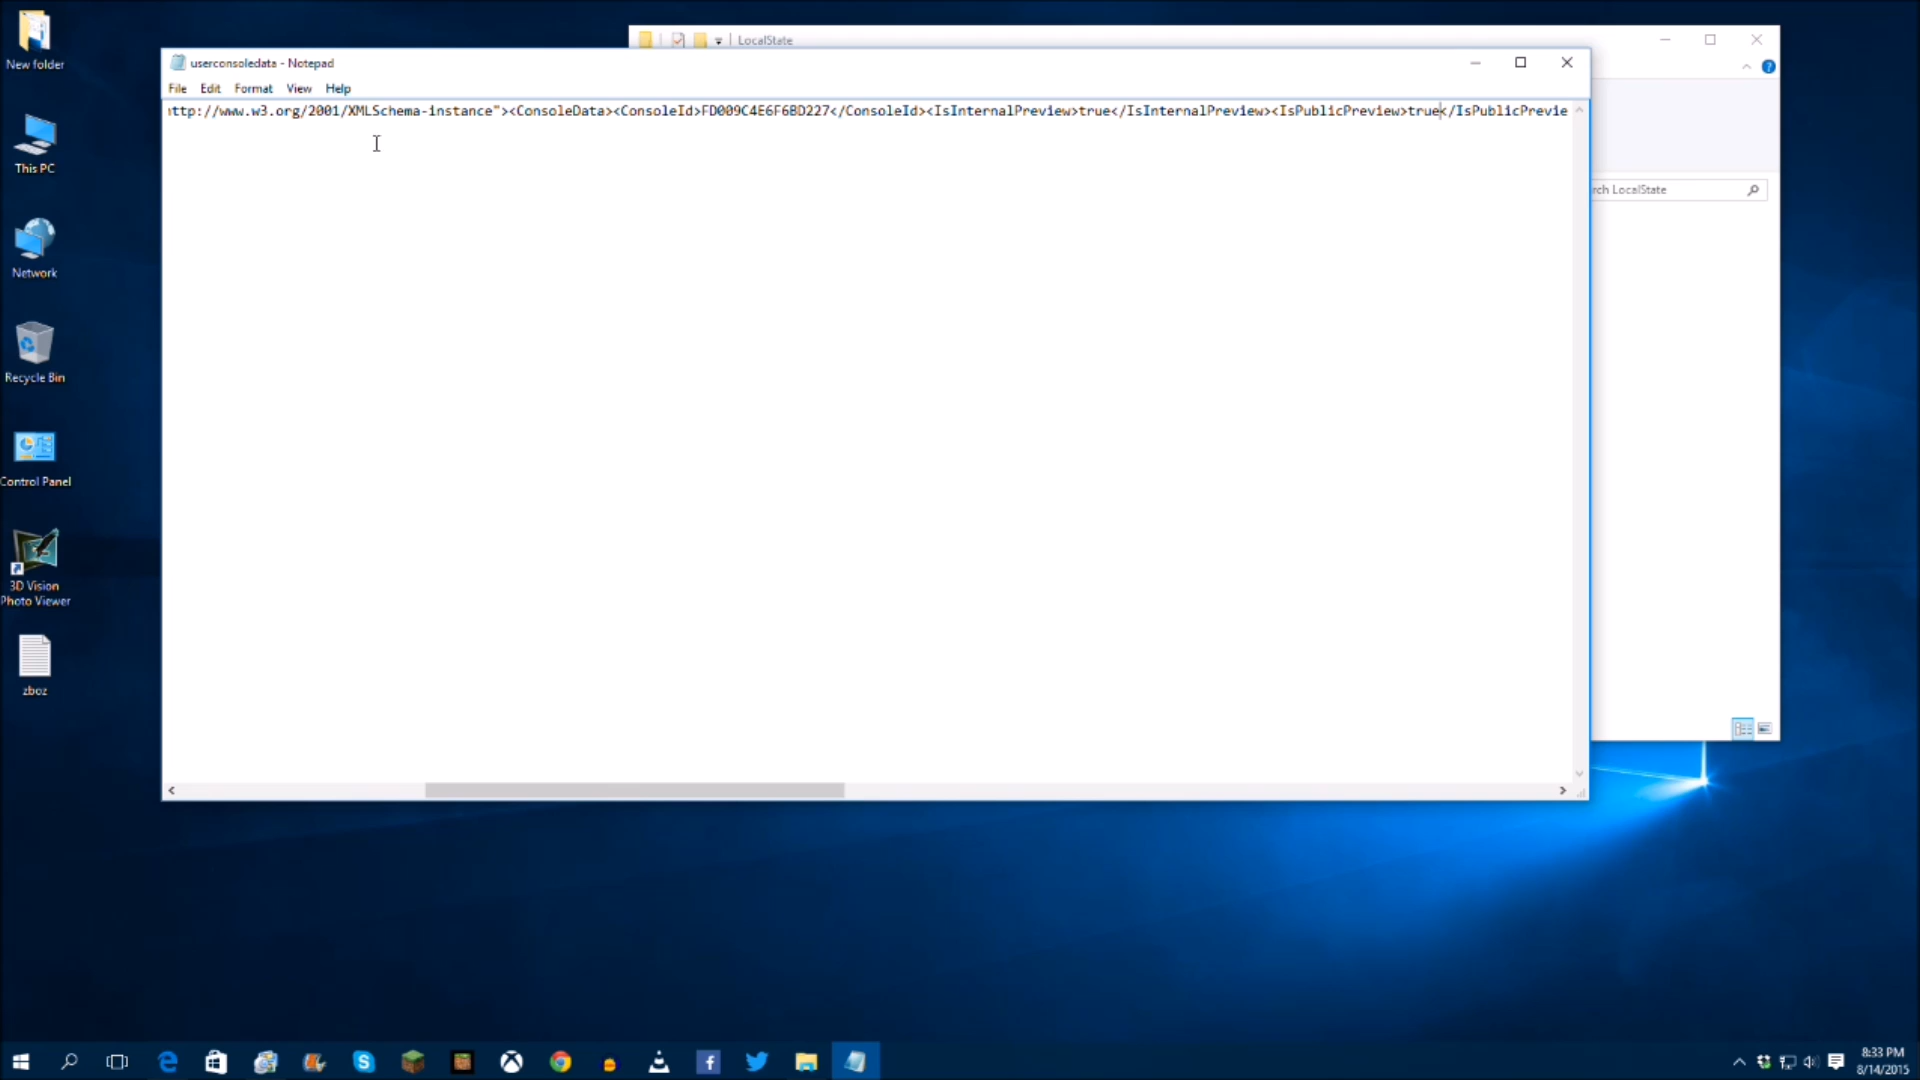 New folder
This PC
Network
Recycle Bin
Control Panel
3D Vision
Photo Viewer
zboz
LocalState
userconsoledata - Notepad
File Edit Format View Help
ttp://www.w3.org/2001/XMLSchema-instance"><ConsoleData><ConsoleId>FD009C4E6F6BD227</ConsoleId><IsInternalPreview>true</IsInternalPreview><IsPublicPreview>true</IsPublicPrevie
rch LocalState
8:33 PM
8/14/2015